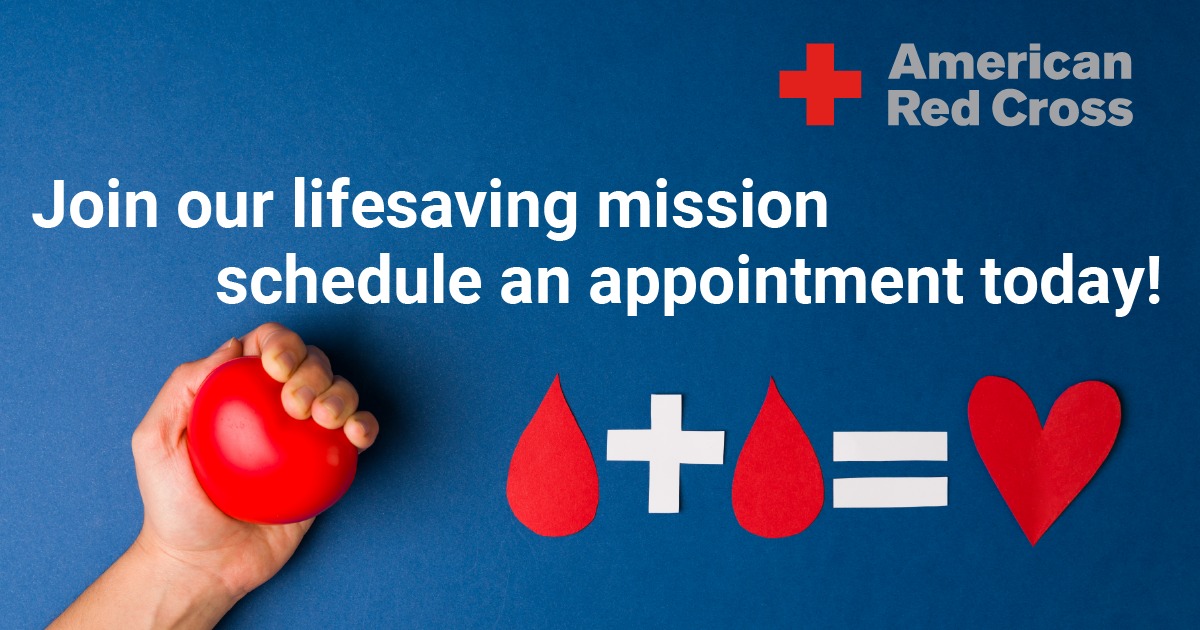 American
Red Cross
Join our lifesaving mission
schedule an appointment today!